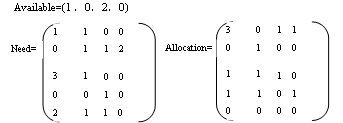 Available=(1 . 0. 2. 0)
1 1 0 0
Need= 0 1 1 2
3 1 0 0
0 0 1 0
2 1 1 0
3 0 1 1
Allocation= 0 1 0 0
1 1 1 0
1 1 0 1
0 0 0 0